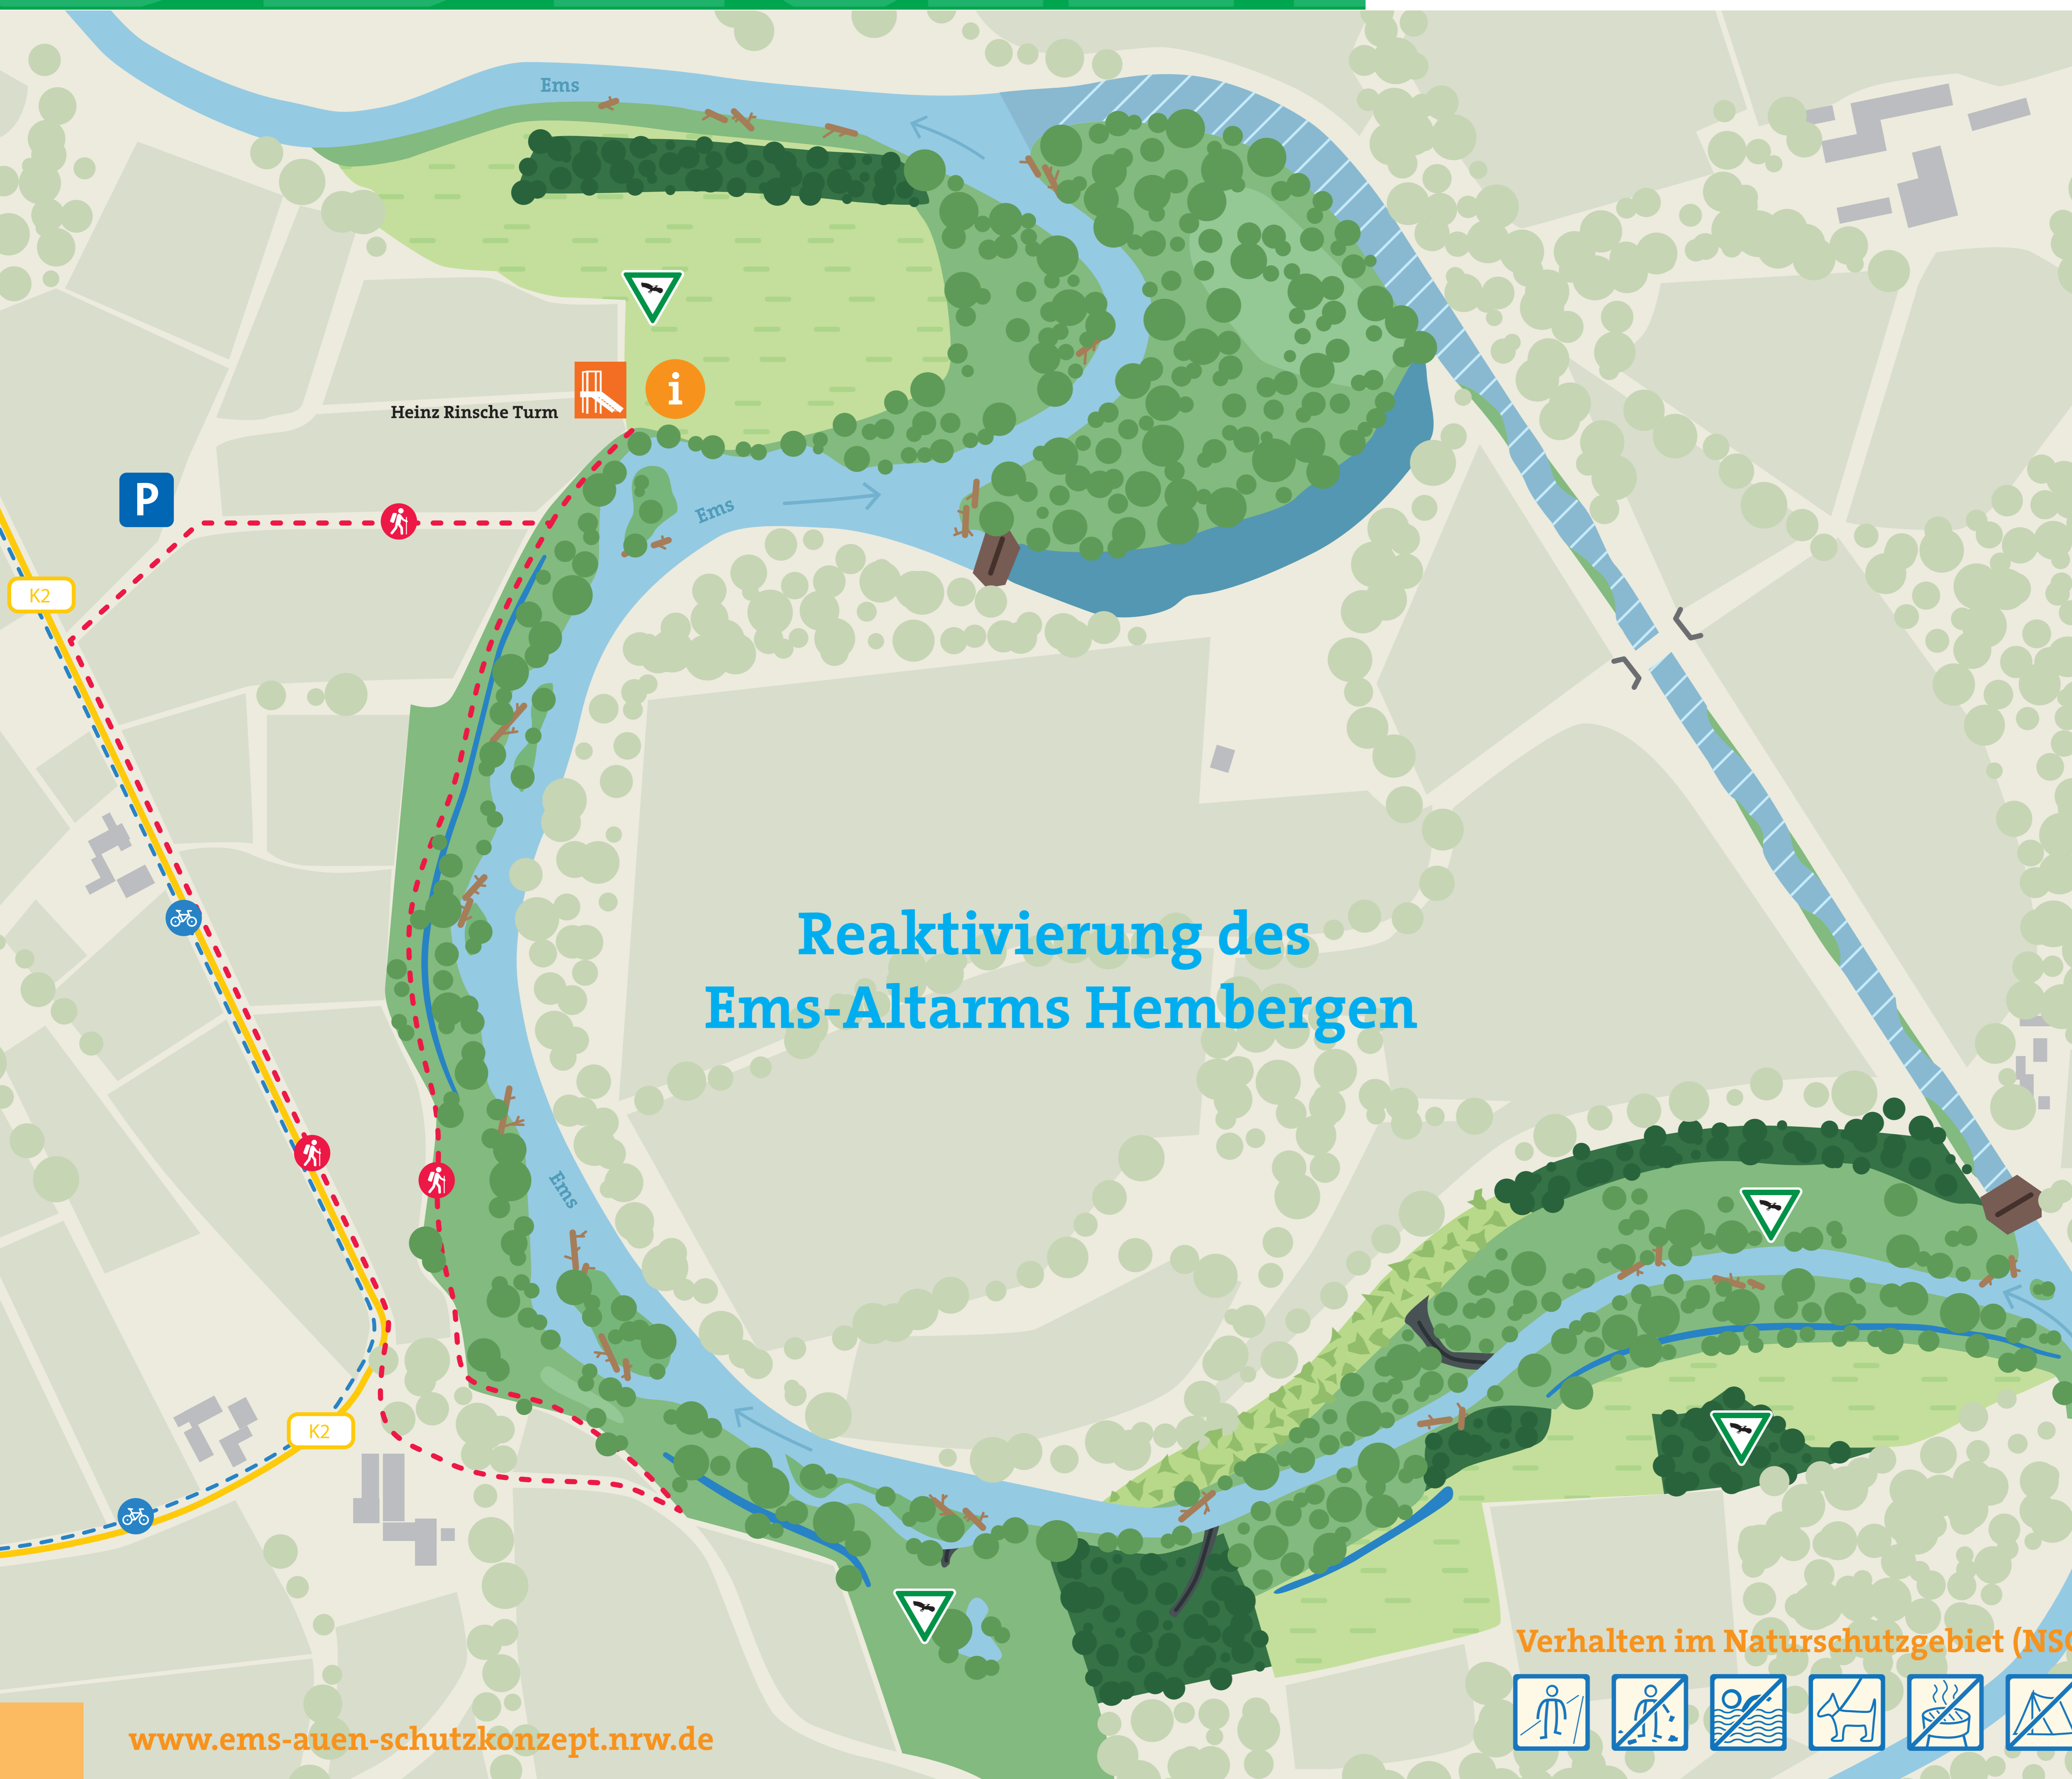 Ems
Heinz Rinsche Turm
i
P
Ems
K2
Reaktivierung des
Ems-Altarms Hembergen
Ems
K2
Verhalten im Naturschutzgebiet
www.ems-auen-schutzkonzept.nrw.de